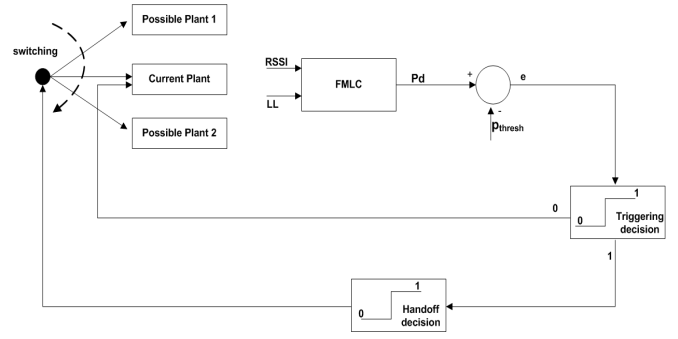 Possible Plant 1
switching
Current Plant
Possible Plant 2
RSSI
LL
FMLC
Pd
+
e
-
pthresh
0
1
0
Triggering
decision
1
1
0
Handoff
decision